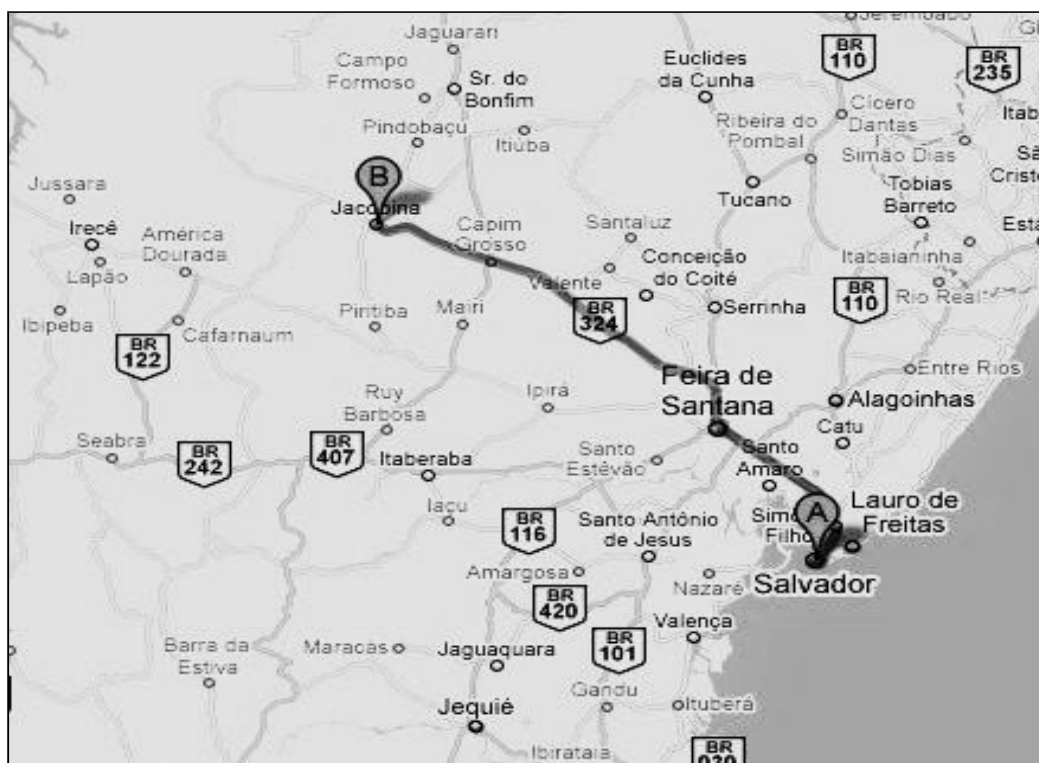 Jaguarari
Campo
Formoso
Sr. do
Bonfim
Euclides
da Cunha
BR
110
BR
235
Cícero
Dantas
Ribeira do
Pombal
Pindobaçu
Itiúba
Simão Dias
B
Jussara
Jacobina
Tucano
Tobias
Barreto
Irecê
América
Dourada
Capim
Grosso
Santaluz
Lapão
Conceição
do Coité
Itabaianinha
Valente
BR
110
Rio Real
Ibipeba
Cafarnaum
Piritiba
Mairi
BR
324
Serrinha
BR
122
Entre Rios
Feira de
Santana
Ruy
Barbosa
Ipirá
Alagoinhas
Seabra
BR
242
BR
407
Itaberaba
Santo
Estêvão
Santo
Amaro
Catu
Iaçu
BR
116
Santo Antônio
de Jesus
A
Filho
Lauro de
Freitas
Salvador
Amargosa
Nazaré
BR
420
Valença
Barra da
Estiva
Maracás
Jaguaquara
BR
101
Gandu
Ituberá
Jequié
Ibirataia
BR
030